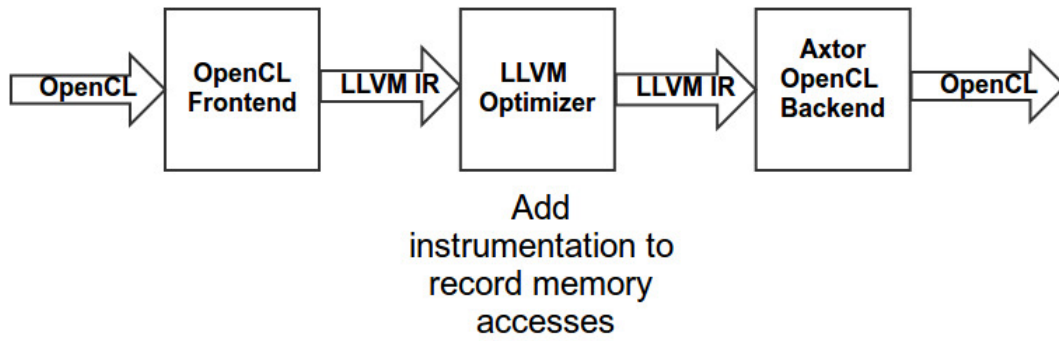 OpenCL
OpenCL
Frontend
LLVM IR
LLVM
Optimizer
LLVM IR
Axtor
OpenCL
Backend
OpenCL
Add
instrumentation to
record memory
accesses